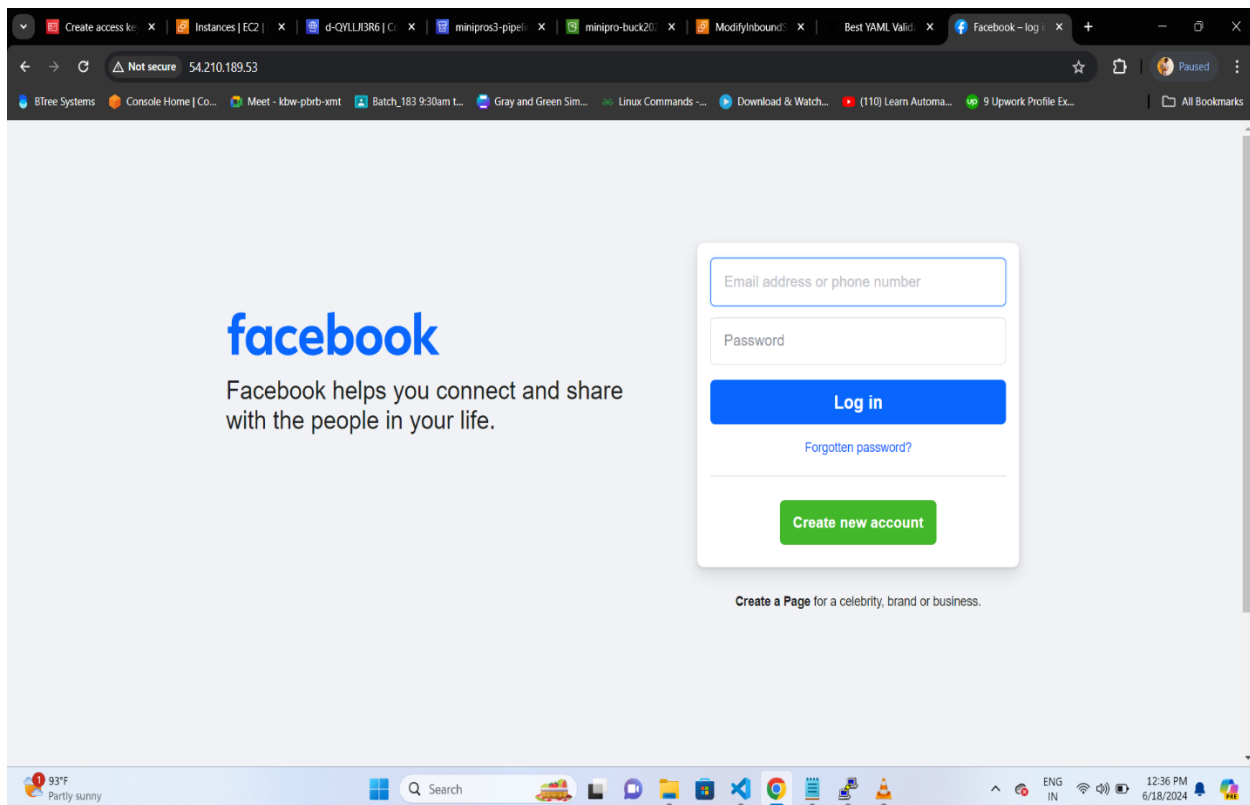 Create access ke
Instances | EC2 |
d-QYLLJI3R6 | Co
minipros3-pipeli
minipro-buck202
ModifyInboundS
Best YAML Valid
Facebook – log i
Not secure
54.210.189.53
Paused
BTree Systems
Console Home | Co...
Meet - kbw-pbrb-xmt
Batch_183 9:30am t...
Gray and Green Sim...
Linux Commands -...
Download & Watch...
(110) Learn Automa...
9 Upwork Profile Ex...
All Bookmarks
Email address or phone number
facebook
Password
Facebook helps you connect and share
with the people in your life.
Log in
Forgotten password?
Create new account
Create a Page for a celebrity, brand or business.
1
93°F
Partly sunny
Search
ENG
IN
12:36 PM
6/18/2024
PRE